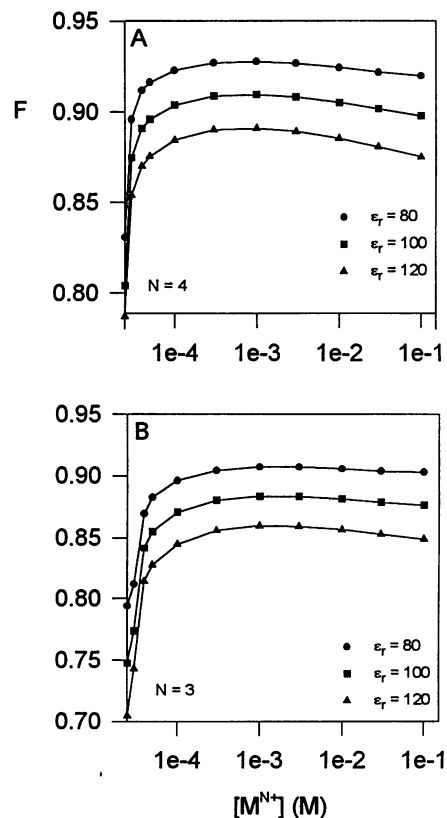 A
F
0.95
0.90
0.85
0.80
εr = 80
εr = 100
εr = 120
N = 4
1e-4 1e-3 1e-2 1e-1
B
0.95
0.90
0.85
0.80
0.75
0.70
εr = 80
εr = 100
εr = 120
N = 3
1e-4 1e-3 1e-2 1e-1
[M^N+] (M)